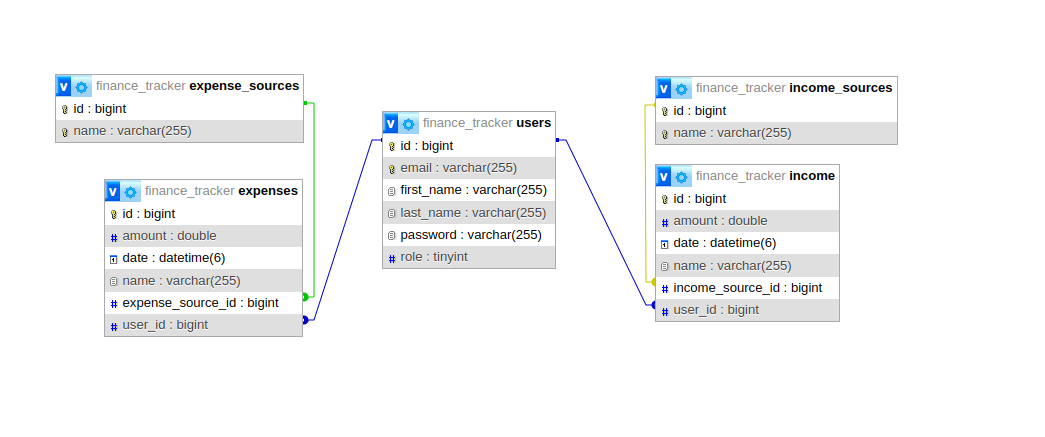 finance_tracker expense_sources
id : bigint
name : varchar(255)
finance_tracker expenses
id : bigint
amount : double
date : datetime(6)
name : varchar(255)
expense_source_id : bigint
user_id : bigint
finance_tracker users
id : bigint
email : varchar(255)
first_name : varchar(255)
last_name : varchar(255)
password : varchar(255)
role : tinyint
finance_tracker income_sources
id : bigint
name : varchar(255)
finance_tracker income
id : bigint
amount : double
date : datetime(6)
name : varchar(255)
income_source_id : bigint
user_id : bigint